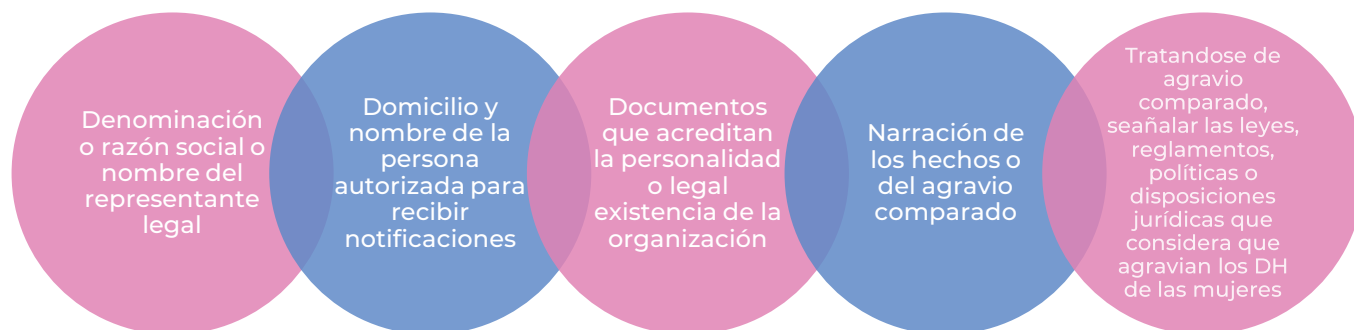 Denominación
o razón social o
nombre del
representante
legal
Domicilio y
nombre de la
persona
autorizada para
recibir
notificaciones
Documentos
que acreditan
la personalidad
o legal
existencia de la
organización
Narración de
los hechos o
del agravio
comparado
Tratandose de
agravio
comparado,
seañalar las leyes,
reglamentos,
políticas o
disposiciones
jurídicas que
considera que
agravian los DH
de las mujeres